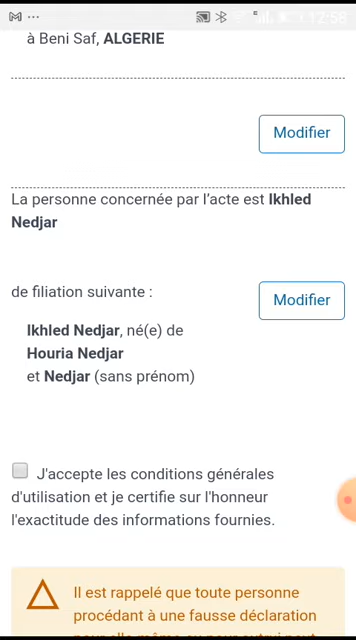 12:58
à Beni Saf, ALGERIE
Modifier
La personne concernée par l'acte est Ikhled
Nedjar
de filiation suivante :
Modifier
Ikhled Nedjar, né(e) de
Houria Nedjar
et Nedjar (sans prénom)
J'accepte les conditions générales
d'utilisation et je certifie sur l'honneur
l'exactitude des informations fournies.
Il est rappelé que toute personne
procédant à une fausse déclaration